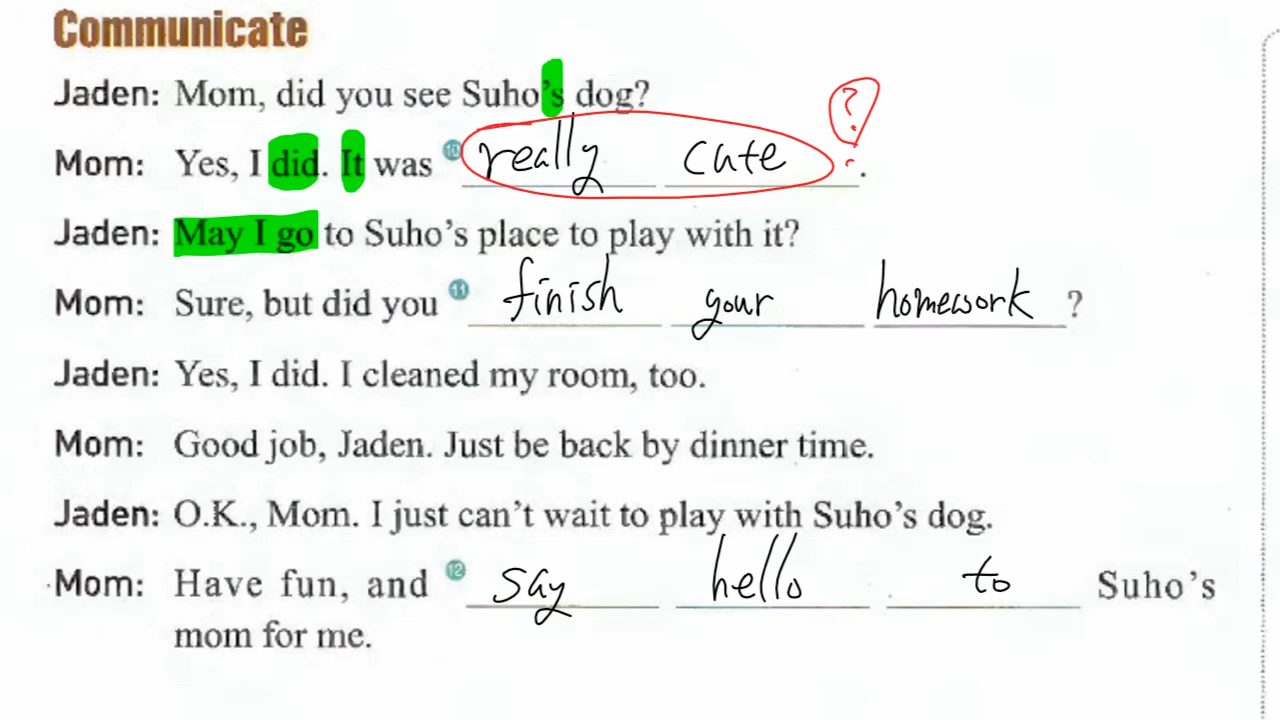 Communicate
Jaden: Mom, did you see Suho's dog?
Mom: Yes, I did. It was 10 really cute . ?
Jaden: May I go to Suho's place to play with it?
Mom: Sure, but did you 11 finish your homework ?
Jaden: Yes, I did. I cleaned my room, too.
Mom: Good job, Jaden. Just be back by dinner time.
Jaden: O.K., Mom. I just can't wait to play with Suho's dog.
Mom: Have fun, and 12 say hello to Suho's
mom for me.